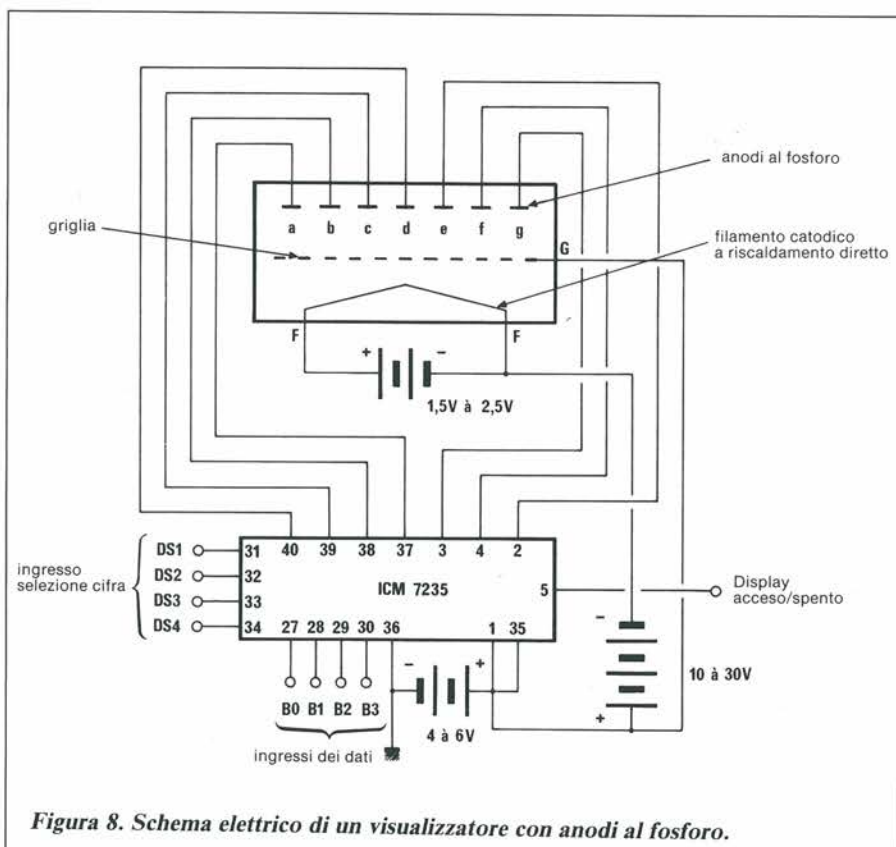 anodi al fosforo
griglia
a b c d e f g
G
filamento catodico
a riscaldamento diretto
F F
+ −
1,5V à 2,5V
ingresso
selezione cifra
DS1 31
DS2 32
DS3 33
DS4 34
40 39 38 37 3 4 2
ICM 7235
5
Display
acceso/spento
27 28 29 30 36 1 35
B0 B1 B2 B3
ingressi dei dati
− +
4 à 6V
−
10 à 30V
+
Figura 8. Schema elettrico di un visualizzatore con anodi al fosforo.